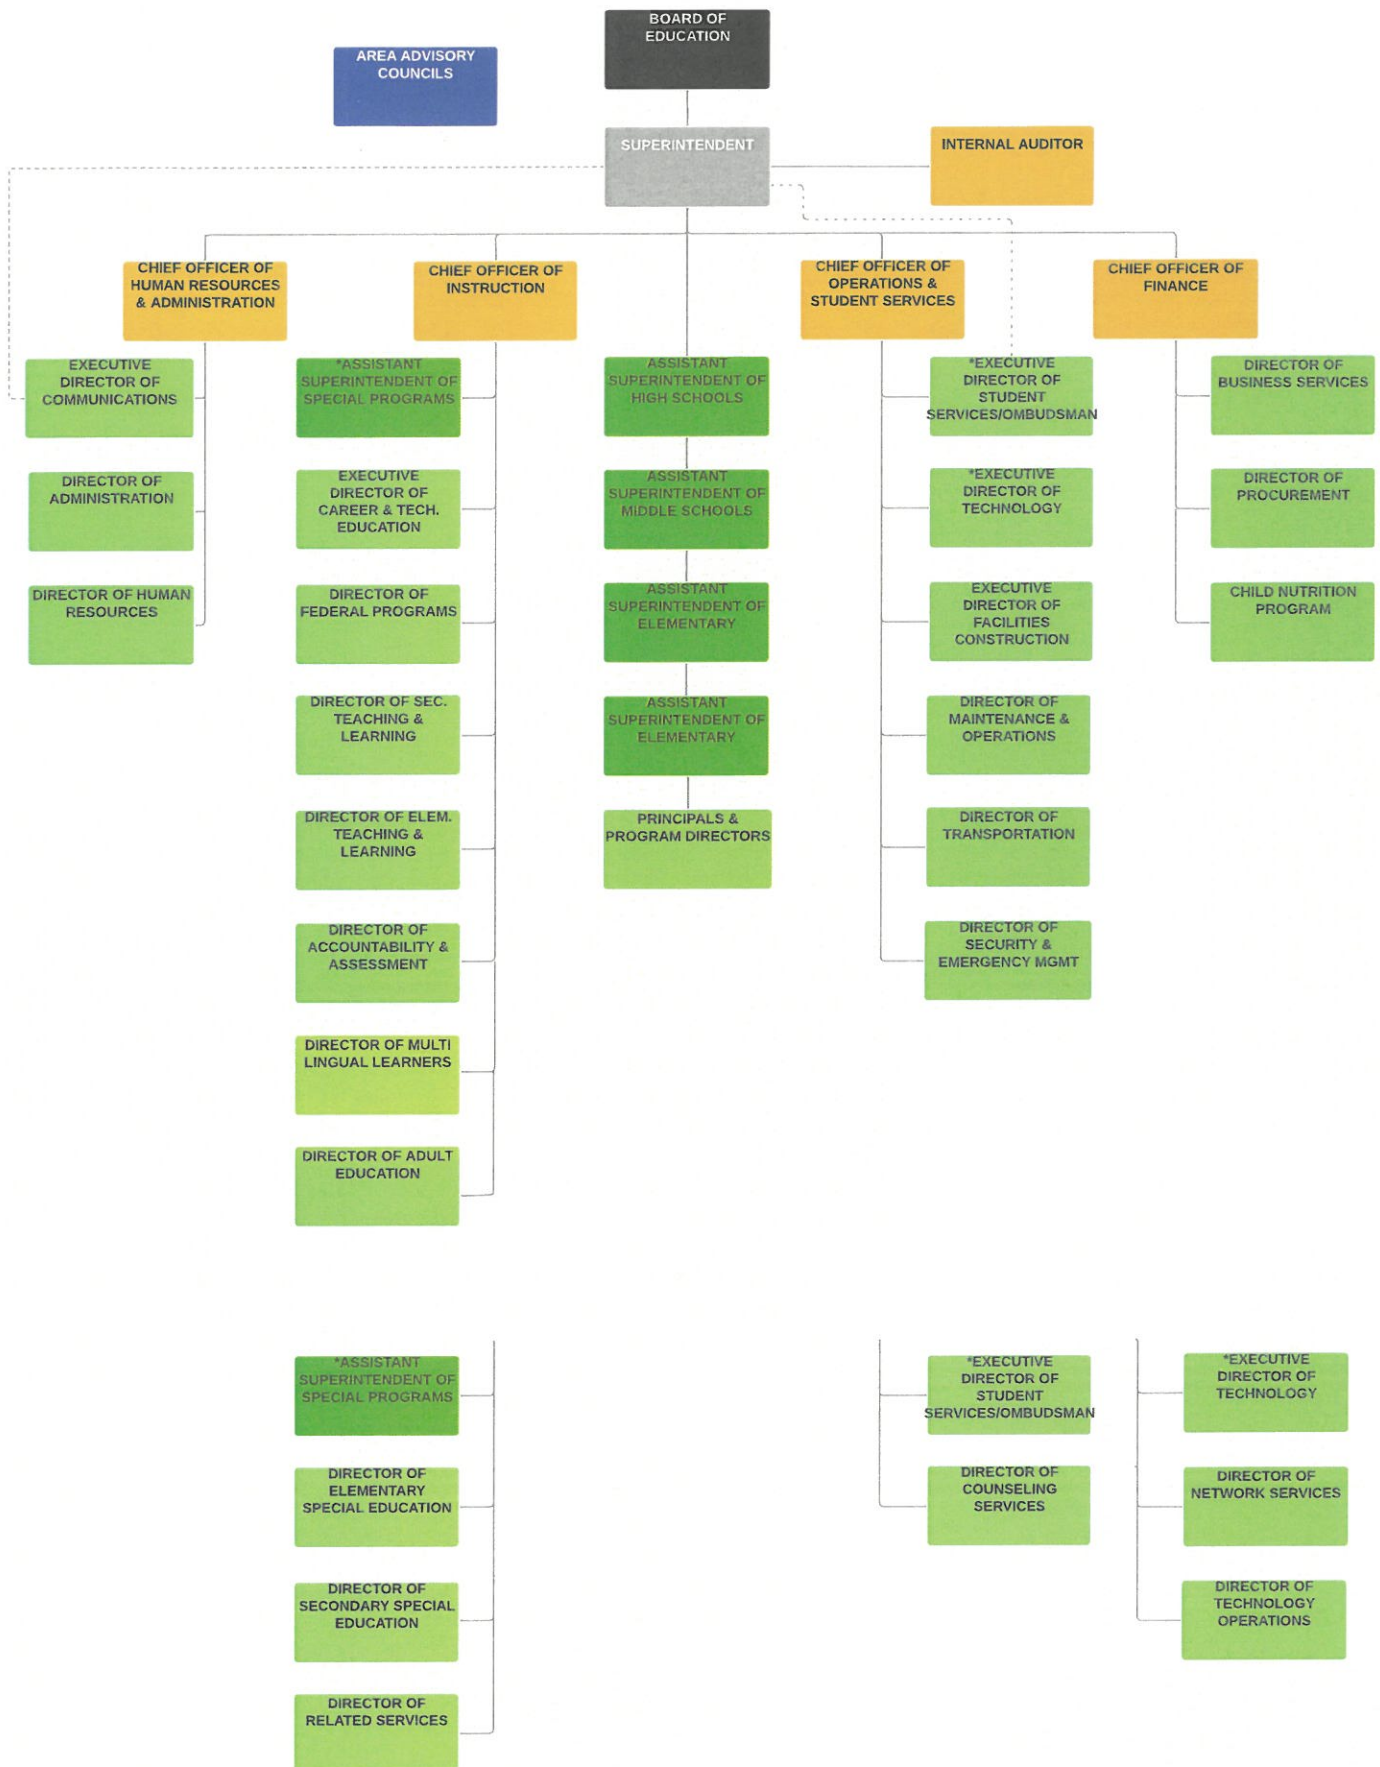 BOARD OF
EDUCATION
AREA ADVISORY
COUNCILS
SUPERINTENDENT
INTERNAL AUDITOR
CHIEF OFFICER OF
HUMAN RESOURCES
& ADMINISTRATION
CHIEF OFFICER OF
INSTRUCTION
CHIEF OFFICER OF
OPERATIONS &
STUDENT SERVICES
CHIEF OFFICER OF
FINANCE
EXECUTIVE
DIRECTOR OF
COMMUNICATIONS
*ASSISTANT
SUPERINTENDENT OF
SPECIAL PROGRAMS
ASSISTANT
SUPERINTENDENT OF
HIGH SCHOOLS
*EXECUTIVE
DIRECTOR OF
STUDENT
SERVICES/OMBUDSMAN
DIRECTOR OF
BUSINESS SERVICES
DIRECTOR OF
ADMINISTRATION
EXECUTIVE
DIRECTOR OF
CAREER & TECH.
EDUCATION
ASSISTANT
SUPERINTENDENT OF
MIDDLE SCHOOLS
*EXECUTIVE
DIRECTOR OF
TECHNOLOGY
DIRECTOR OF
PROCUREMENT
DIRECTOR OF HUMAN
RESOURCES
DIRECTOR OF
FEDERAL PROGRAMS
ASSISTANT
SUPERINTENDENT OF
ELEMENTARY
EXECUTIVE
DIRECTOR OF
FACILITIES
CONSTRUCTION
CHILD NUTRITION
PROGRAM
DIRECTOR OF SEC.
TEACHING &
LEARNING
ASSISTANT
SUPERINTENDENT OF
ELEMENTARY
DIRECTOR OF
MAINTENANCE &
OPERATIONS
DIRECTOR OF ELEM.
TEACHING &
LEARNING
PRINCIPALS &
PROGRAM DIRECTORS
DIRECTOR OF
TRANSPORTATION
DIRECTOR OF
ACCOUNTABILITY &
ASSESSMENT
DIRECTOR OF
SECURITY &
EMERGENCY MGMT
DIRECTOR OF MULTI
LINGUAL LEARNERS
DIRECTOR OF ADULT
EDUCATION
*ASSISTANT
SUPERINTENDENT OF
SPECIAL PROGRAMS
*EXECUTIVE
DIRECTOR OF
STUDENT
SERVICES/OMBUDSMAN
*EXECUTIVE
DIRECTOR OF
TECHNOLOGY
DIRECTOR OF
ELEMENTARY
SPECIAL EDUCATION
DIRECTOR OF
COUNSELING
SERVICES
DIRECTOR OF
NETWORK SERVICES
DIRECTOR OF
SECONDARY SPECIAL
EDUCATION
DIRECTOR OF
TECHNOLOGY
OPERATIONS
DIRECTOR OF
RELATED SERVICES